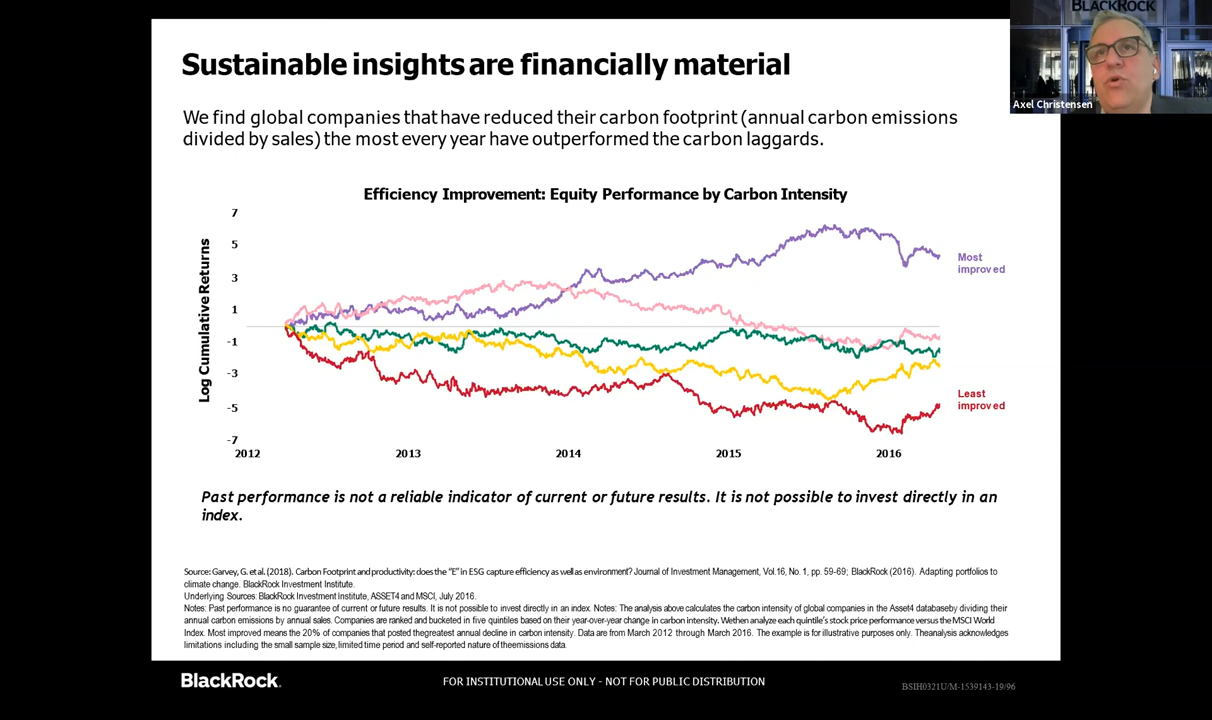 BLACKROCK
Axel Christensen
Sustainable insights are financially material
We find global companies that have reduced their carbon footprint (annual carbon emissions
divided by sales) the most every year have outperformed the carbon laggards.
Efficiency Improvement: Equity Performance by Carbon Intensity
Log Cumulative Returns
7
5
3
1
-1
-3
-5
-7
2012 2013 2014 2015 2016
Most
improved
Least
improved
Past performance is not a reliable indicator of current or future results. It is not possible to invest directly in an
index.
Source: Garvey, G. et al. (2018). Carbon Footprint and productivity: does the “E” in ESG capture efficiency as well as environment? Journal of Investment Management, Vol.16, No. 1, pp. 59-69; BlackRock (2016). Adapting portfolios to
climate change. BlackRock Investment Institute.
Underlying Sources: BlackRock Investment Institute, ASSET4 and MSCI, July 2016.
Notes: Past performance is no guarantee of current or future results. It is not possible to invest directly in an index. Notes: The analysis above calculates the carbon intensity of global companies in the Asset4 databaseby dividing their
annual carbon emissions by annual sales. Companies are ranked and bucketed in five quintiles based on their year-over-year change in carbon intensity. Wethen analyze each quintile's stock price performance versus the MSCI World
Index. Most improved means the 20% of companies that posted thegreatest annual decline in carbon intensity. Data are from March 2012 through March 2016. The example is for illustrative purposes only. Theanalysis acknowledges
limitations including the small sample size, limited time period and self-reported nature of theemissions data.
BlackRock.
FOR INSTITUTIONAL USE ONLY - NOT FOR PUBLIC DISTRIBUTION
BSIH0321U/M-1539143-19/96